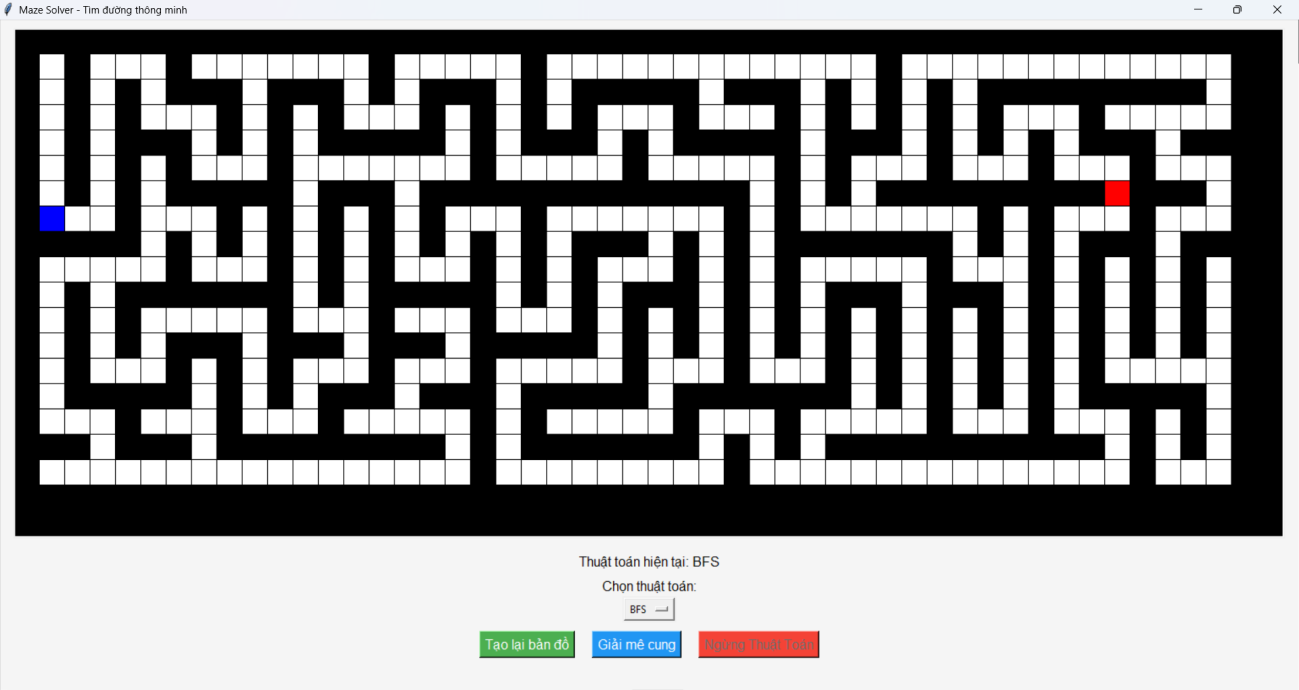 Maze Solver - Tìm đường thông minh
Thuật toán hiện tại: BFS
Chọn thuật toán:
BFS
Tạo lại bản đồ
Giải mê cung
Ngưng Thuật Toán